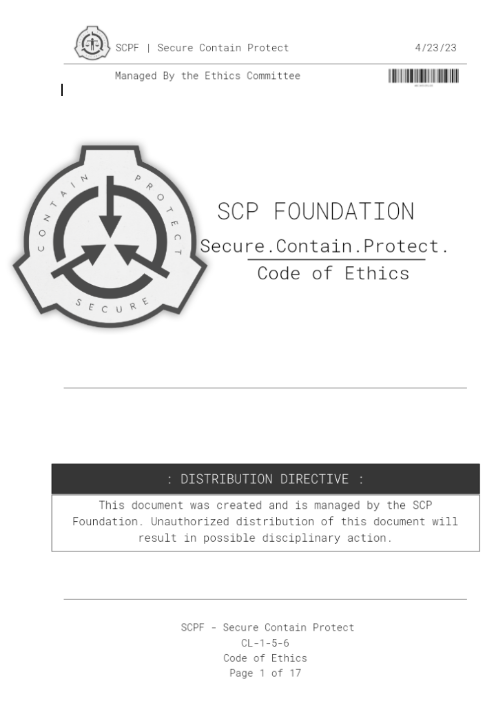 SCPF | Secure Contain Protect
4/23/23
Managed By the Ethics Committee
CONTAIN
PROTECT
SECURE
SCP FOUNDATION
Secure.Contain.Protect.
Code of Ethics
: DISTRIBUTION DIRECTIVE :
This document was created and is managed by the SCP
Foundation. Unauthorized distribution of this document will
result in possible disciplinary action.
SCPF - Secure Contain Protect
CL-1-5-6
Code of Ethics
Page 1 of 17